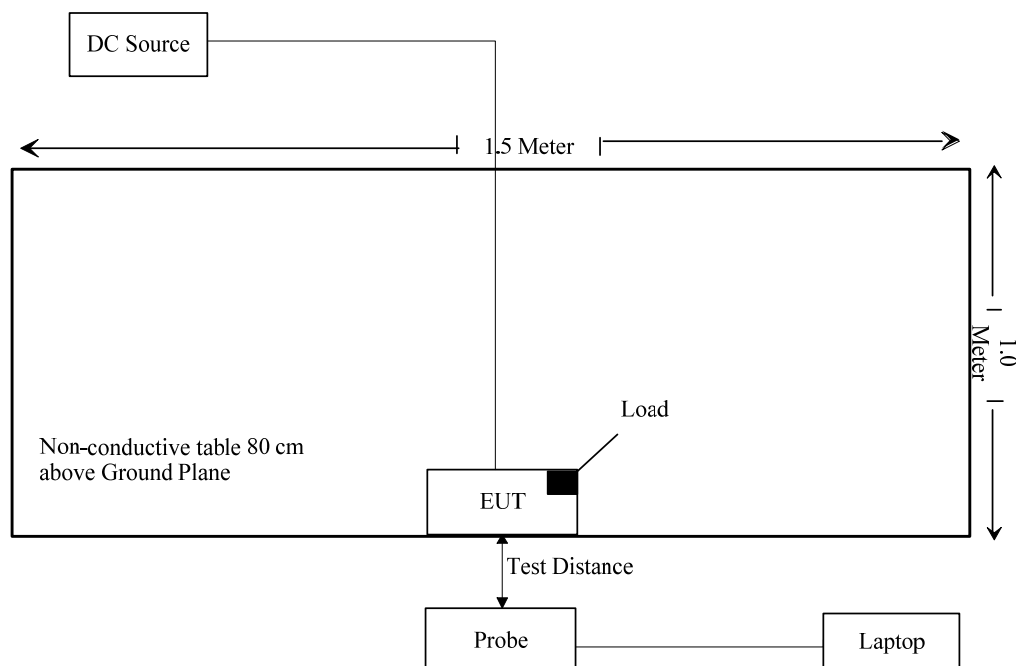 DC Source
1.5 Meter
1.0
Meter
Load
Non-conductive table 80 cm
above Ground Plane
EUT
Test Distance
Probe
Laptop